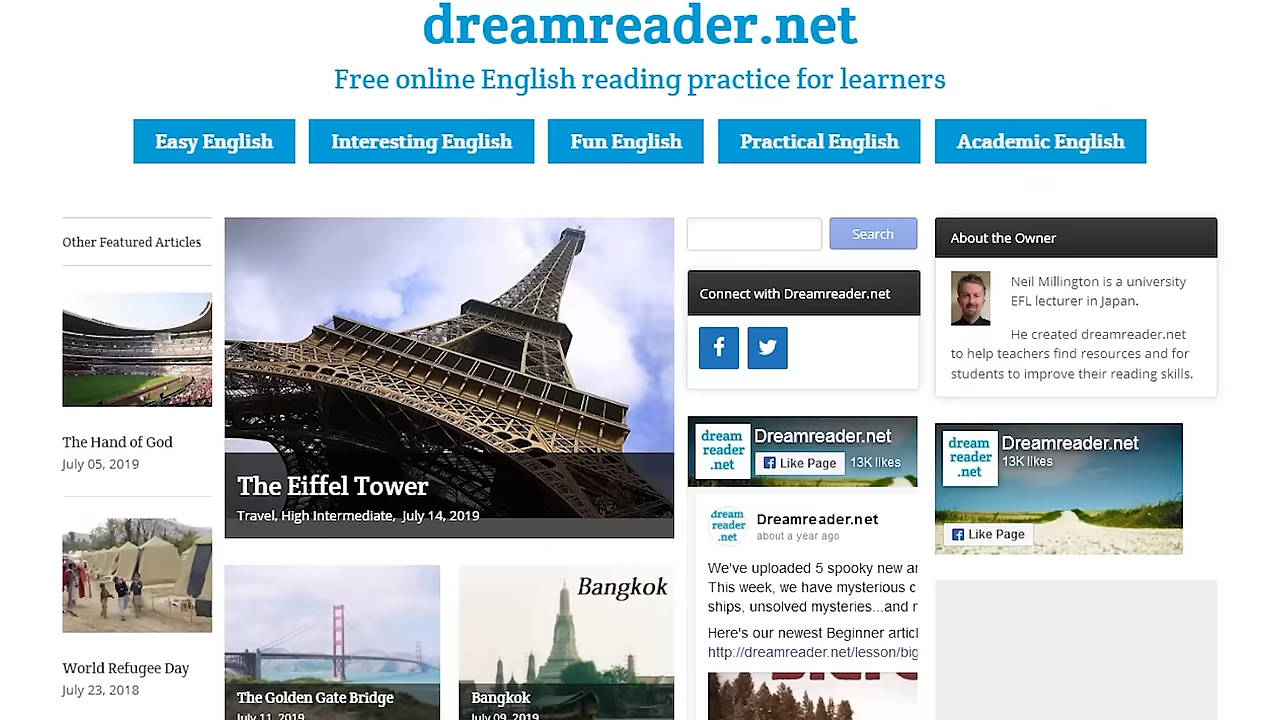 dreamreader.net
Free online English reading practice for learners
Easy English
Interesting English
Fun English
Practical English
Academic English
Other Featured Articles
The Hand of God
July 05, 2019
World Refugee Day
July 23, 2018
The Eiffel Tower
Travel, High Intermediate, July 14, 2019
The Golden Gate Bridge
July 11, 2019
Bangkok
Bangkok
July 09, 2019
Search
Connect with Dreamreader.net
dream
reader
.net
Dreamreader.net
Like Page
13K likes
dream
reader
.net
Dreamreader.net
about a year ago
We've uploaded 5 spooky new ar
This week, we have mysterious c
ships, unsolved mysteries...and r
Here's our newest Beginner articl
http://dreamreader.net/lesson/big
About the Owner
Neil Millington is a university
EFL lecturer in Japan.
He created dreamreader.net
to help teachers find resources and for
students to improve their reading skills.
dream
reader
.net
Dreamreader.net
13K likes
Like Page